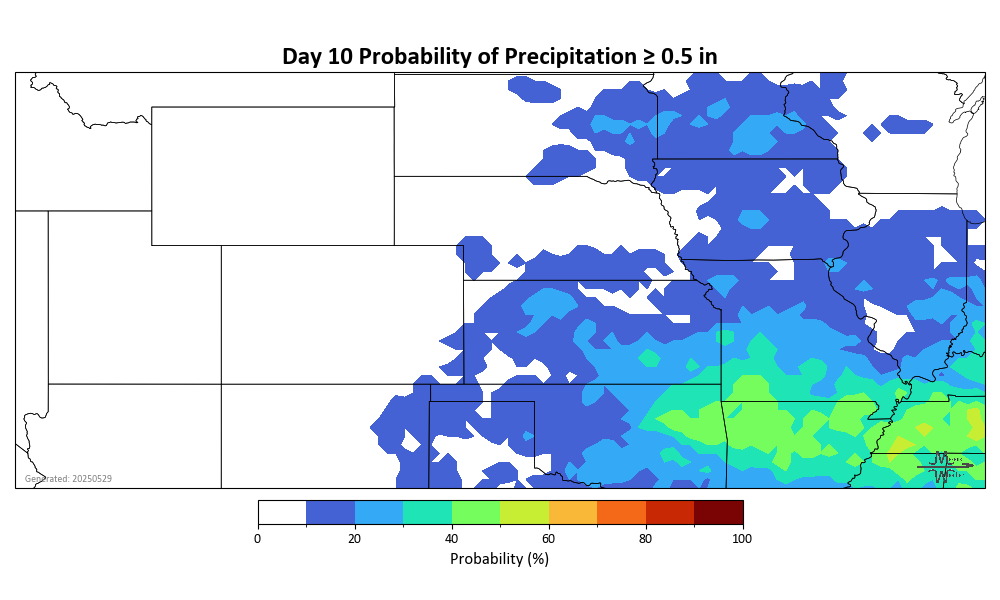 Day 10 Probability of Precipitation ≥ 0.5 in
Generated: 20250529
0 20 40 60 80 100
Probability (%)